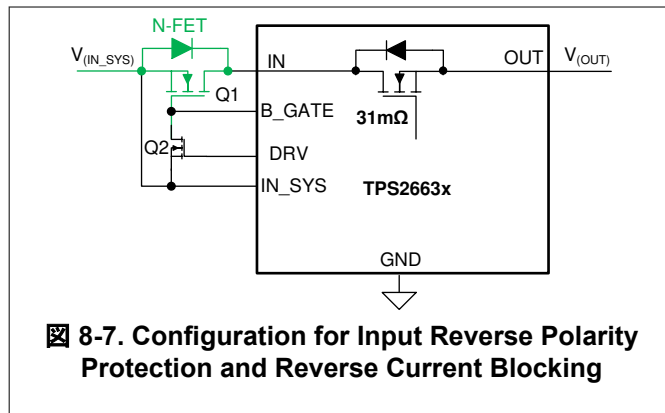 N-FET
V(IN_SYS)
IN
OUT
V(OUT)
Q1
B_GATE
31mΩ
Q2
DRV
IN_SYS
TPS2663x
GND
図 8-7. Configuration for Input Reverse Polarity
Protection and Reverse Current Blocking